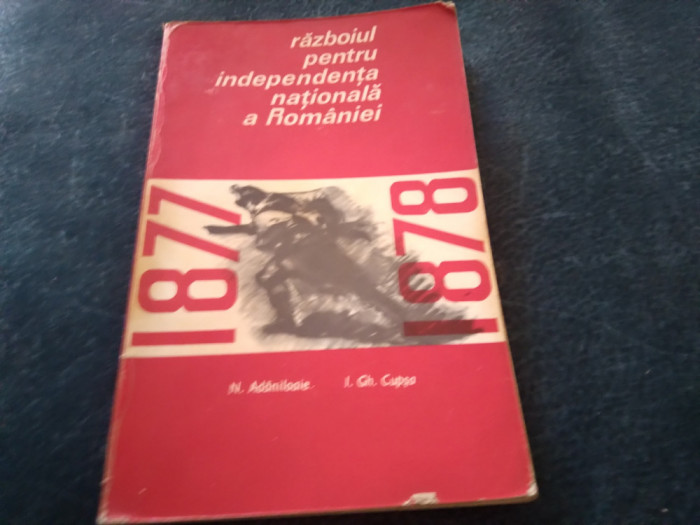 războiul
pentru
independența
națională
a României
1877
1878
N. Adăniloaie I. Gh. Cupșa